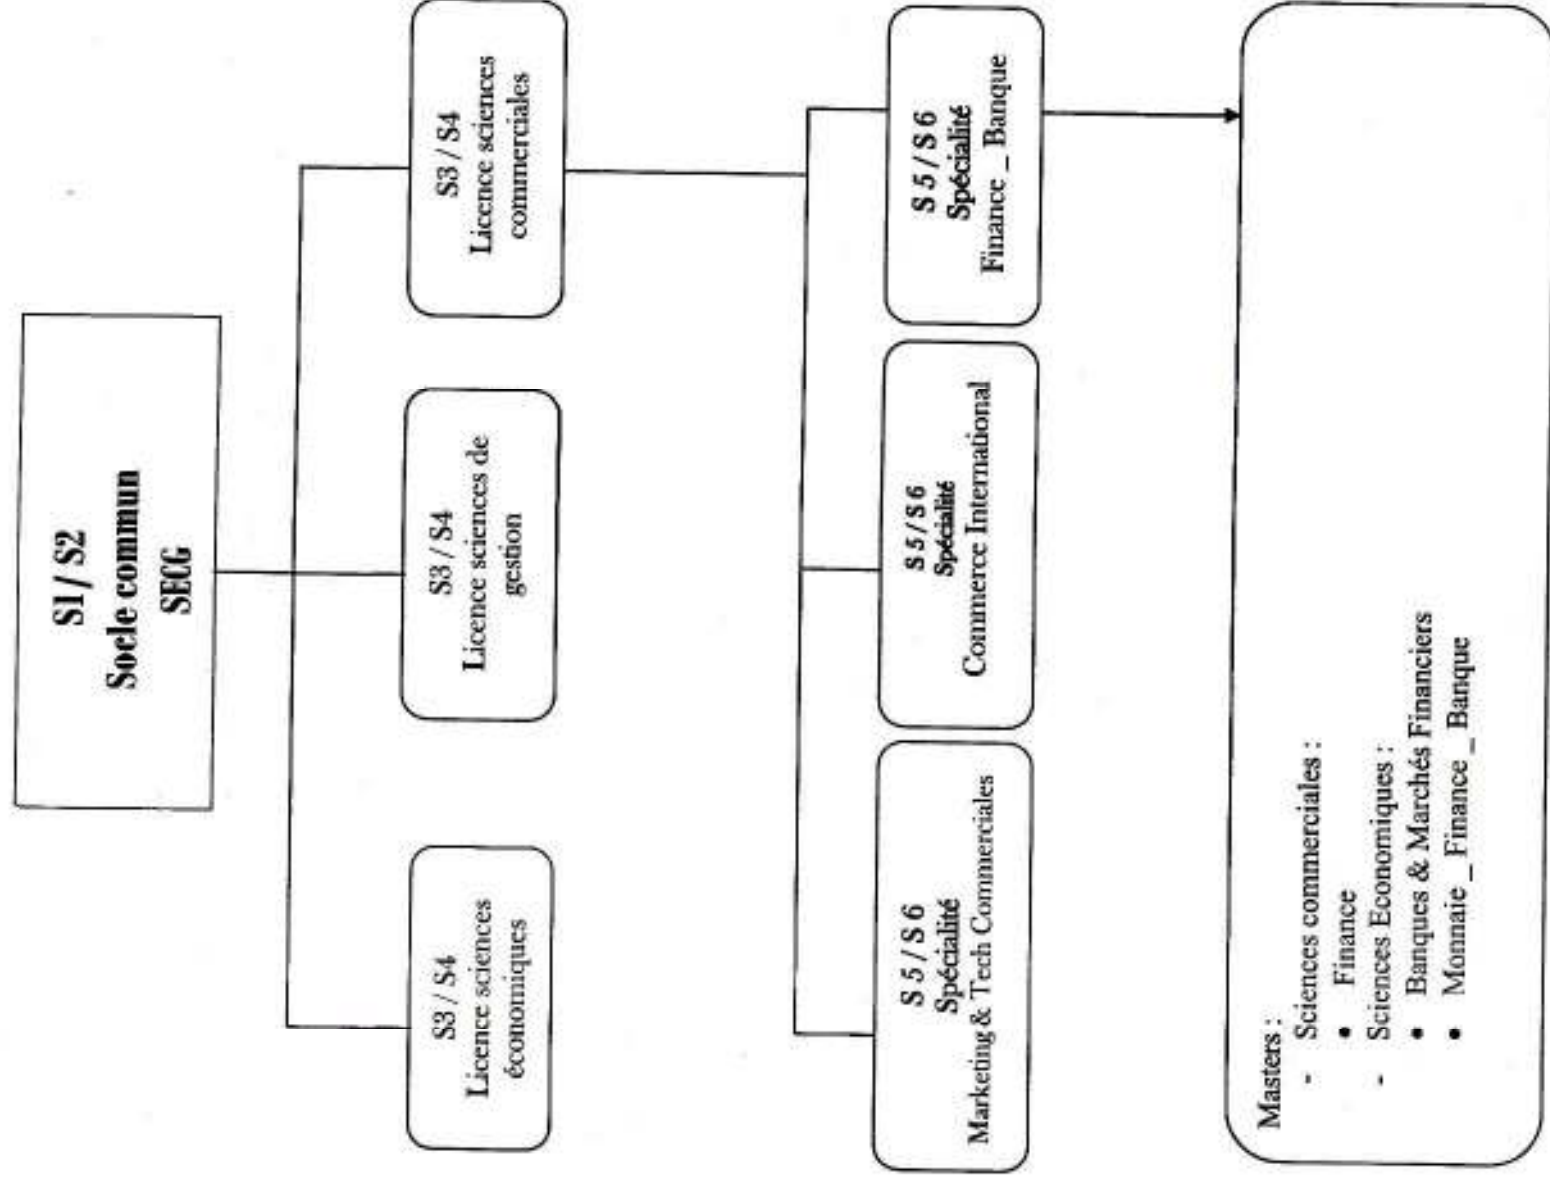 S1 / S2
Socle commun
SECG
S3 / S4
Licence sciences
économiques
S3 / S4
Licence sciences de
gestion
S3 / S4
Licence sciences
commerciales
S 5 / S 6
Spécialité
Marketing & Tech Commerciales
S 5 / S 6
Spécialité
Commerce International
S 5 / S 6
Spécialité
Finance _ Banque
Masters :
- Sciences commerciales :
• Finance
- Sciences Economiques :
• Banques & Marchés Financiers
• Monnaie _ Finance _ Banque